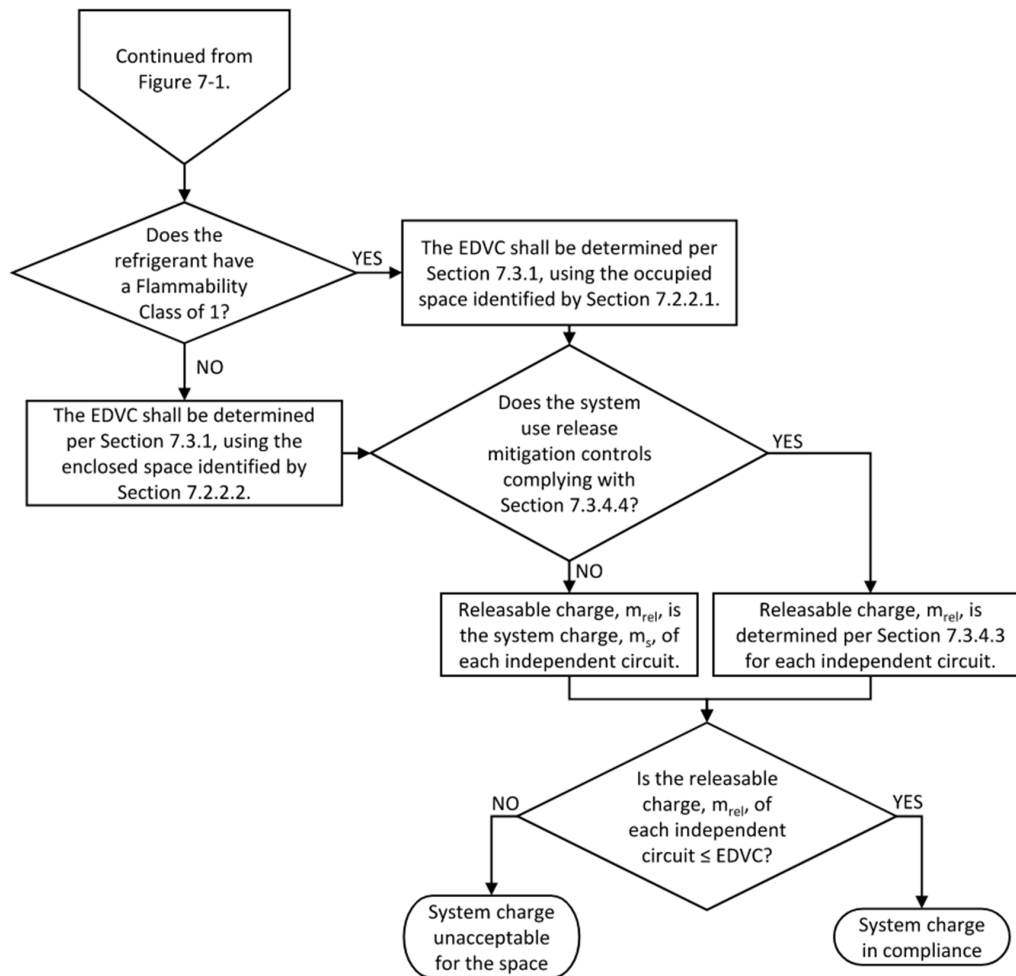 Continued from
Figure 7-1.
Does the
refrigerant have
a Flammability
Class of 1?
YES
The EDVC shall be determined per
Section 7.3.1, using the occupied
space identified by Section 7.2.2.1.
NO
The EDVC shall be determined
per Section 7.3.1, using the
enclosed space identified by
Section 7.2.2.2.
Does the system
use release
mitigation controls
complying with
Section 7.3.4.4?
YES
NO
Releasable charge, mrel, is
the system charge, ms, of
each independent circuit.
Releasable charge, mrel, is
determined per Section 7.3.4.3
for each independent circuit.
Is the releasable
charge, mrel, of
each independent
circuit ≤ EDVC?
NO
YES
System charge
unacceptable
for the space
System charge
in compliance